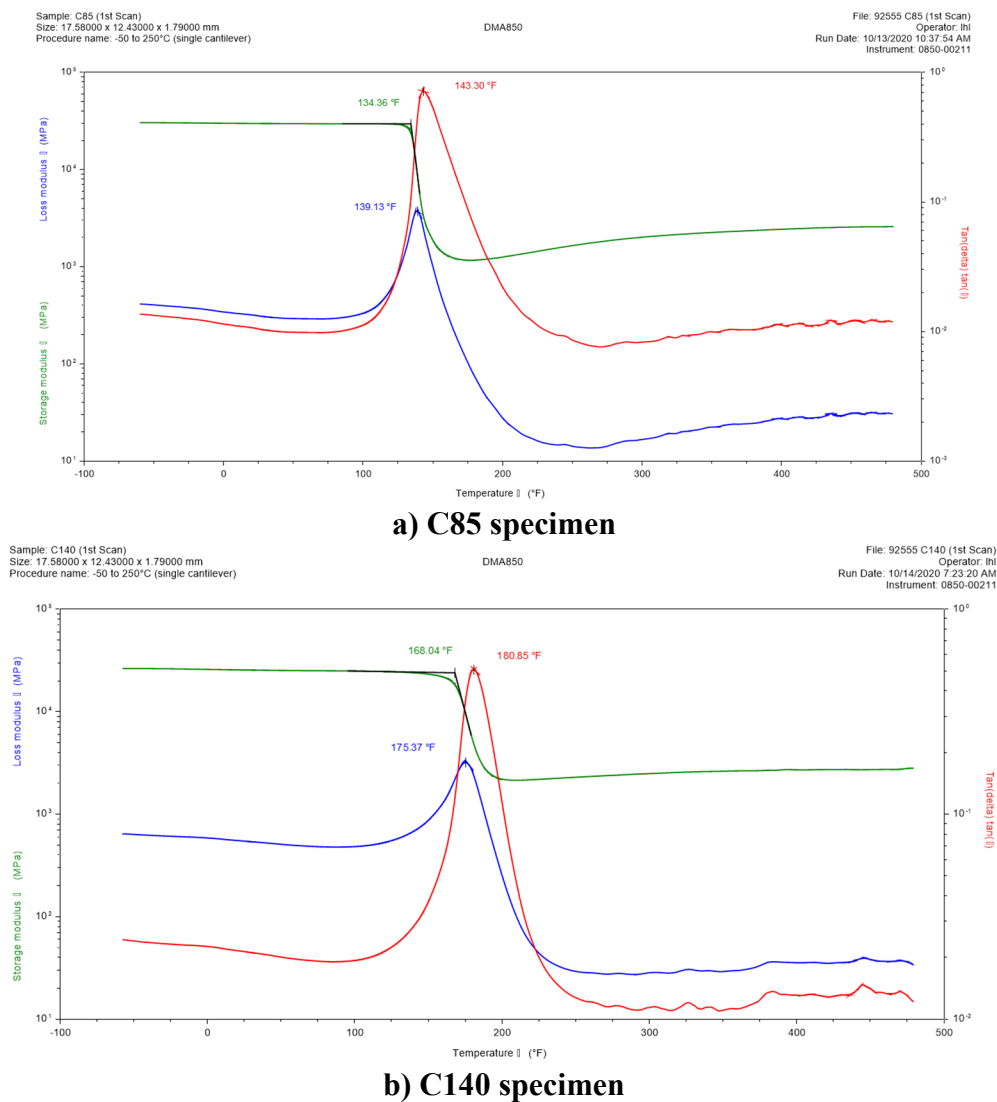 Sample: C85 (1st Scan)
Size: 17.58000 x 12.43000 x 1.79000 mm
Procedure name: -50 to 250°C (single cantilever)
DMA850
File: 92555 C85 (1st Scan)
Operator: lhl
Run Date: 10/13/2020 10:37:54 AM
Instrument: 0850-00211
10⁵
10⁴
10³
10²
10¹
Loss modulus ▯ (MPa)
Storage modulus ▯ (MPa)
134.36 °F
143.30 °F
139.13 °F
10⁰
10⁻¹
10⁻²
10⁻³
Tan(delta) tan(▯)
-100 0 50 100 150 200 250 300 350 400 450 500
Temperature ▯ (°F)
a) C85 specimen
Sample: C140 (1st Scan)
Size: 17.58000 x 12.43000 x 1.79000 mm
Procedure name: -50 to 250°C (single cantilever)
DMA850
File: 92555 C140 (1st Scan)
Operator: lhl
Run Date: 10/14/2020 7:23:20 AM
Instrument: 0850-00211
10⁵
10⁴
10³
10²
10¹
Loss modulus ▯ (MPa)
Storage modulus ▯ (MPa)
168.04 °F
180.85 °F
175.37 °F
10⁰
10⁻¹
10⁻²
Tan(delta) tan(▯)
-100 0 100 200 300 400 500
Temperature ▯ (°F)
b) C140 specimen